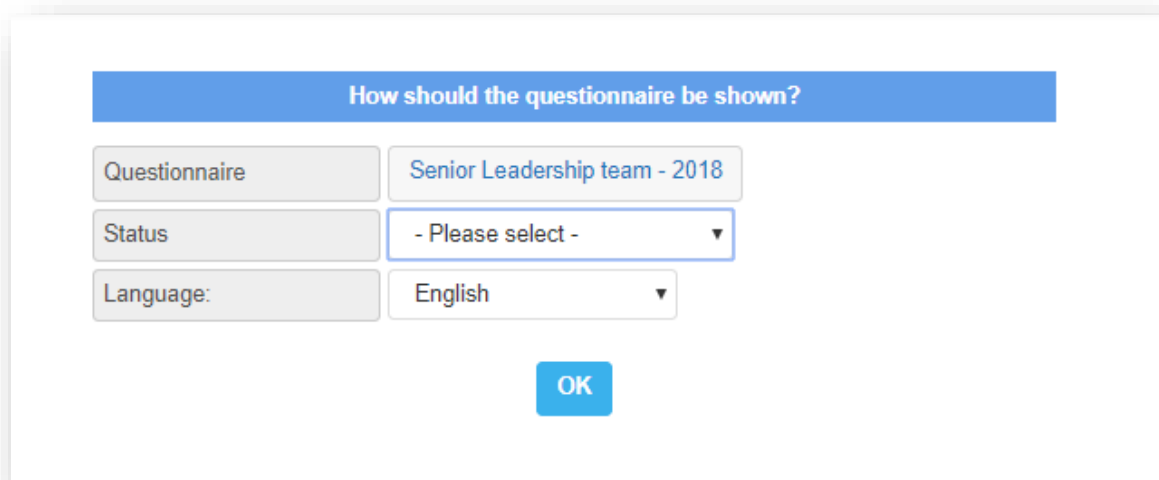 How should the questionnaire be shown?
Questionnaire Senior Leadership team - 2018
Status - Please select -
Language: English
OK